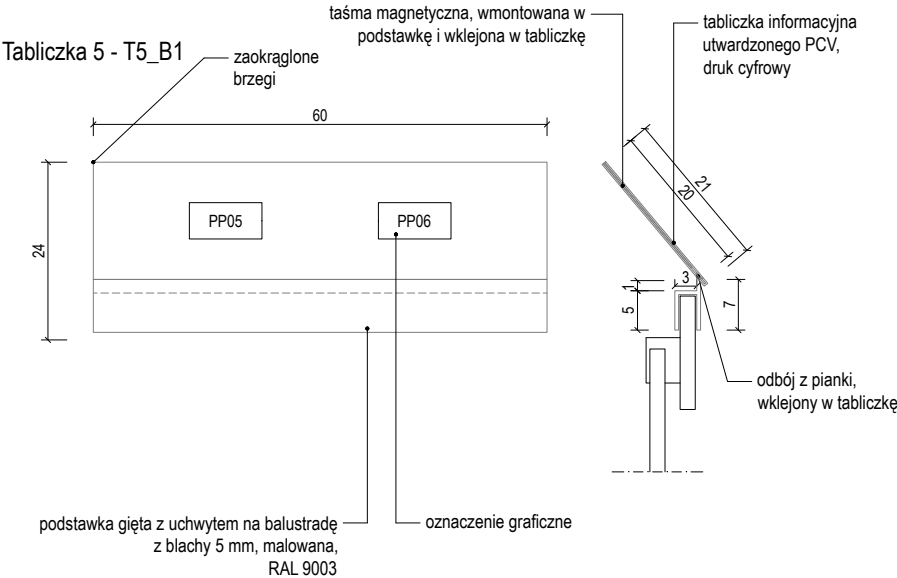 taśma magnetyczna, wmontowana w
podstawkę i wklejona w tabliczkę
tabliczka informacyjna
utwardzonego PCV,
druk cyfrowy
Tabliczka 5 - T5_B1
zaokrąglone
brzegi
60
21
20
PP05
PP06
24
3
1
5
7
odbój z pianki,
wklejony w tabliczkę
podstawka gięta z uchwytem na balustradę
z blachy 5 mm, malowana,
RAL 9003
oznaczenie graficzne